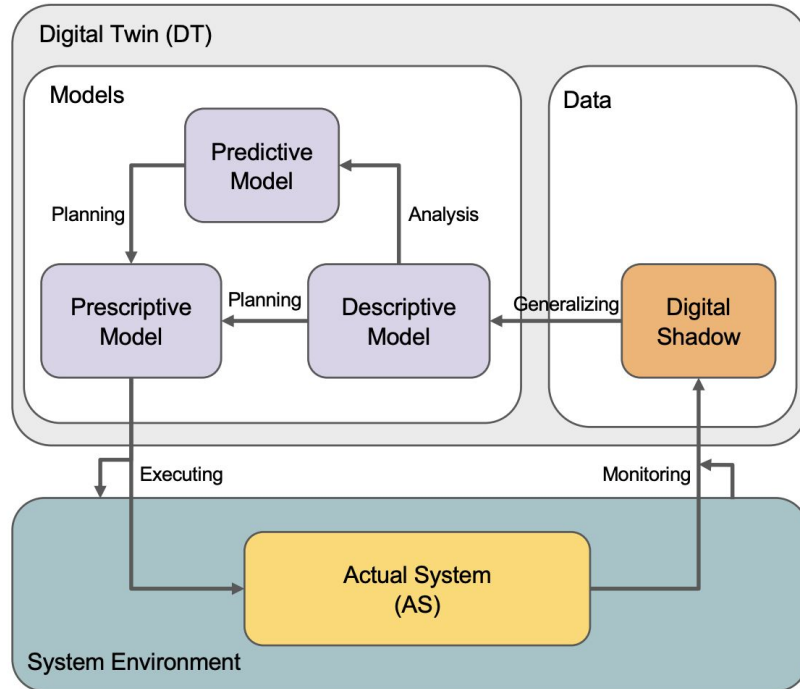 Digital Twin (DT)
Models
Data
Predictive
Model
Planning
Analysis
Prescriptive
Model
Planning
Descriptive
Model
Generalizing
Digital
Shadow
Executing
Monitoring
Actual System
(AS)
System Environment